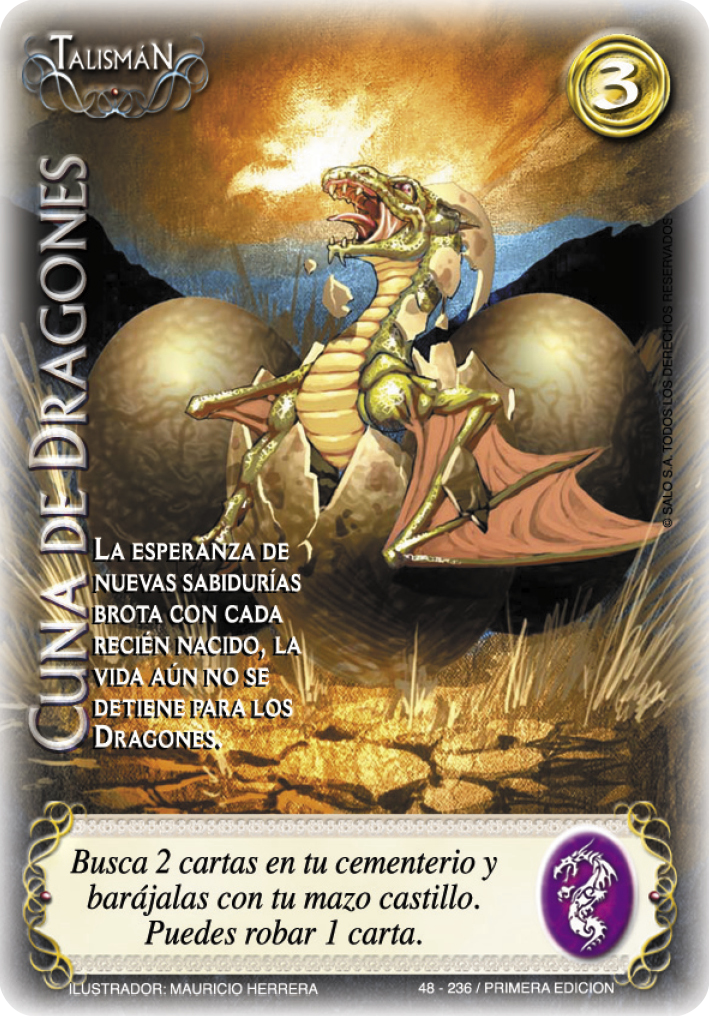 Talismán
3
Cuna de Dragones
© SALO S.A. TODOS LOS DERECHOS RESERVADOS
La esperanza de
nuevas sabidurías
brota con cada
recién nacido, la
vida aún no se
detiene para los
Dragones.
Busca 2 cartas en tu cementerio y
barájalas con tu mazo castillo.
Puedes robar 1 carta.
ILUSTRADOR: MAURICIO HERRERA
48 - 236 / PRIMERA EDICION